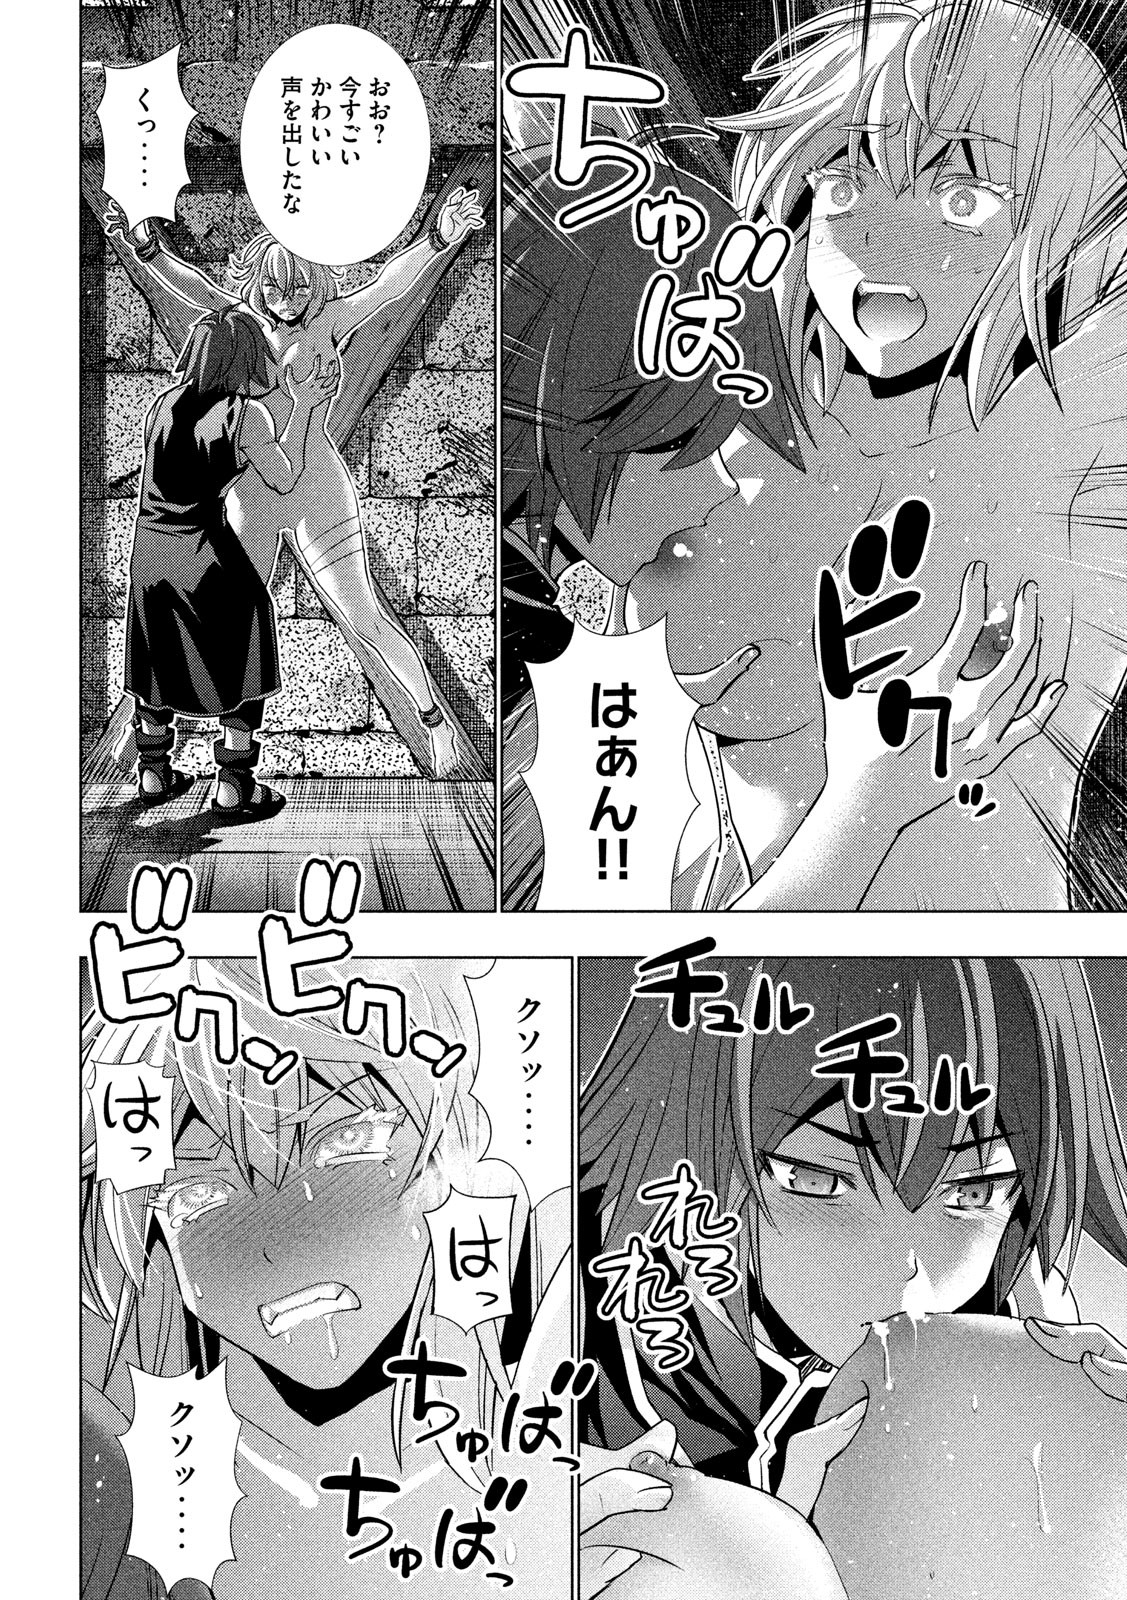 ちゅばっ
ビクッ
はぁん!!
おお?
今すごい
かわいい
声を出したな
くっ‥‥
チュル
チュル
れろ
れろ
クソッ‥‥
ビクン
ビクン
はっ
はっ
クソッ‥‥
ちゅばっ
ちゅばっ